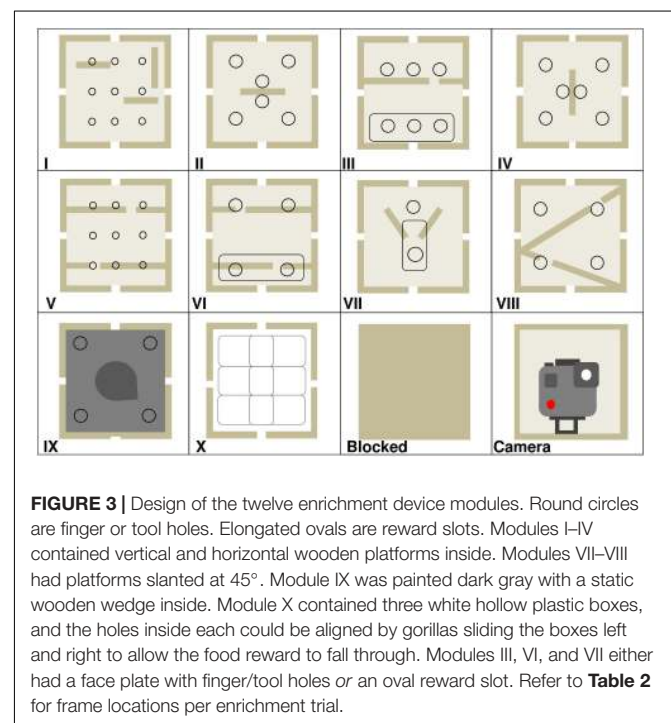 I
II
III
IV
V
VI
VII
VIII
IX
X
Blocked
Camera
FIGURE 3 | Design of the twelve enrichment device modules. Round circles
are finger or tool holes. Elongated ovals are reward slots. Modules I–IV
contained vertical and horizontal wooden platforms inside. Modules VII–VIII
had platforms slanted at 45°. Module IX was painted dark gray with a static
wooden wedge inside. Module X contained three white hollow plastic boxes,
and the holes inside each could be aligned by gorillas sliding the boxes left
and right to allow the food reward to fall through. Modules III, VI, and VII either
had a face plate with finger/tool holes or an oval reward slot. Refer to Table 2
for frame locations per enrichment trial.